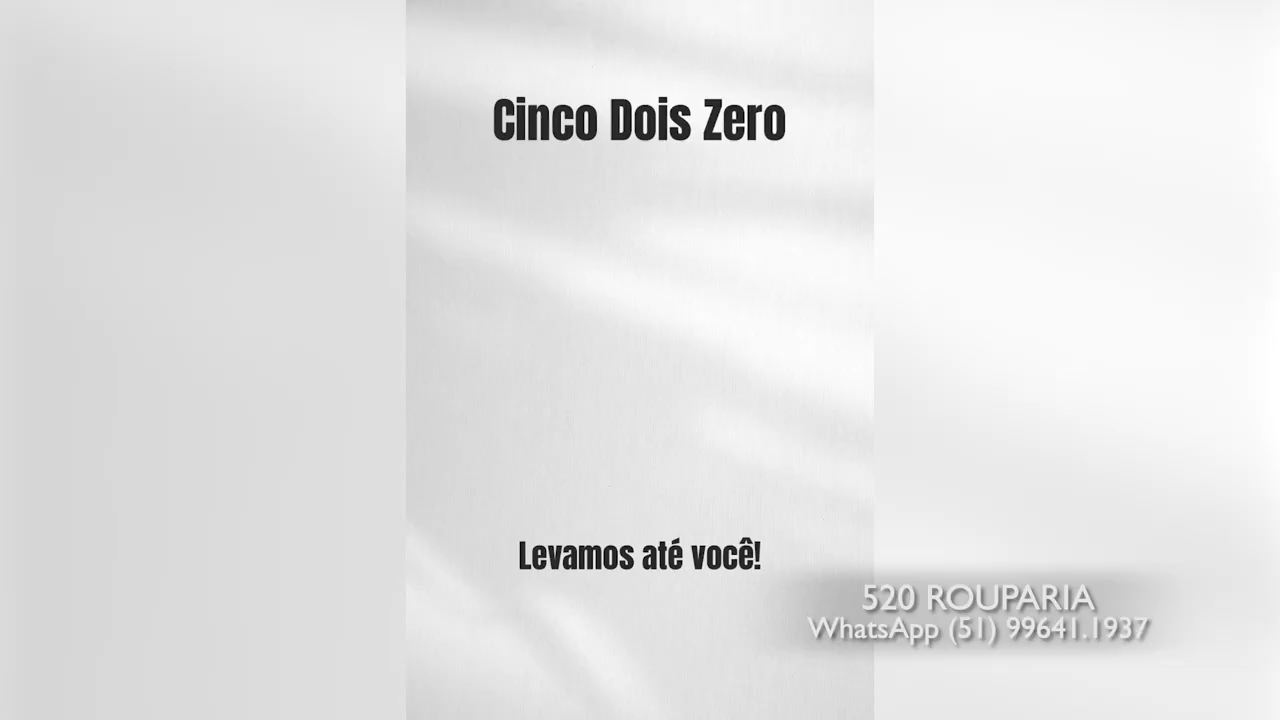 Cinco Dois Zero
Levamos até você!
520 ROUPARIA
WhatsApp (51) 99641.1937